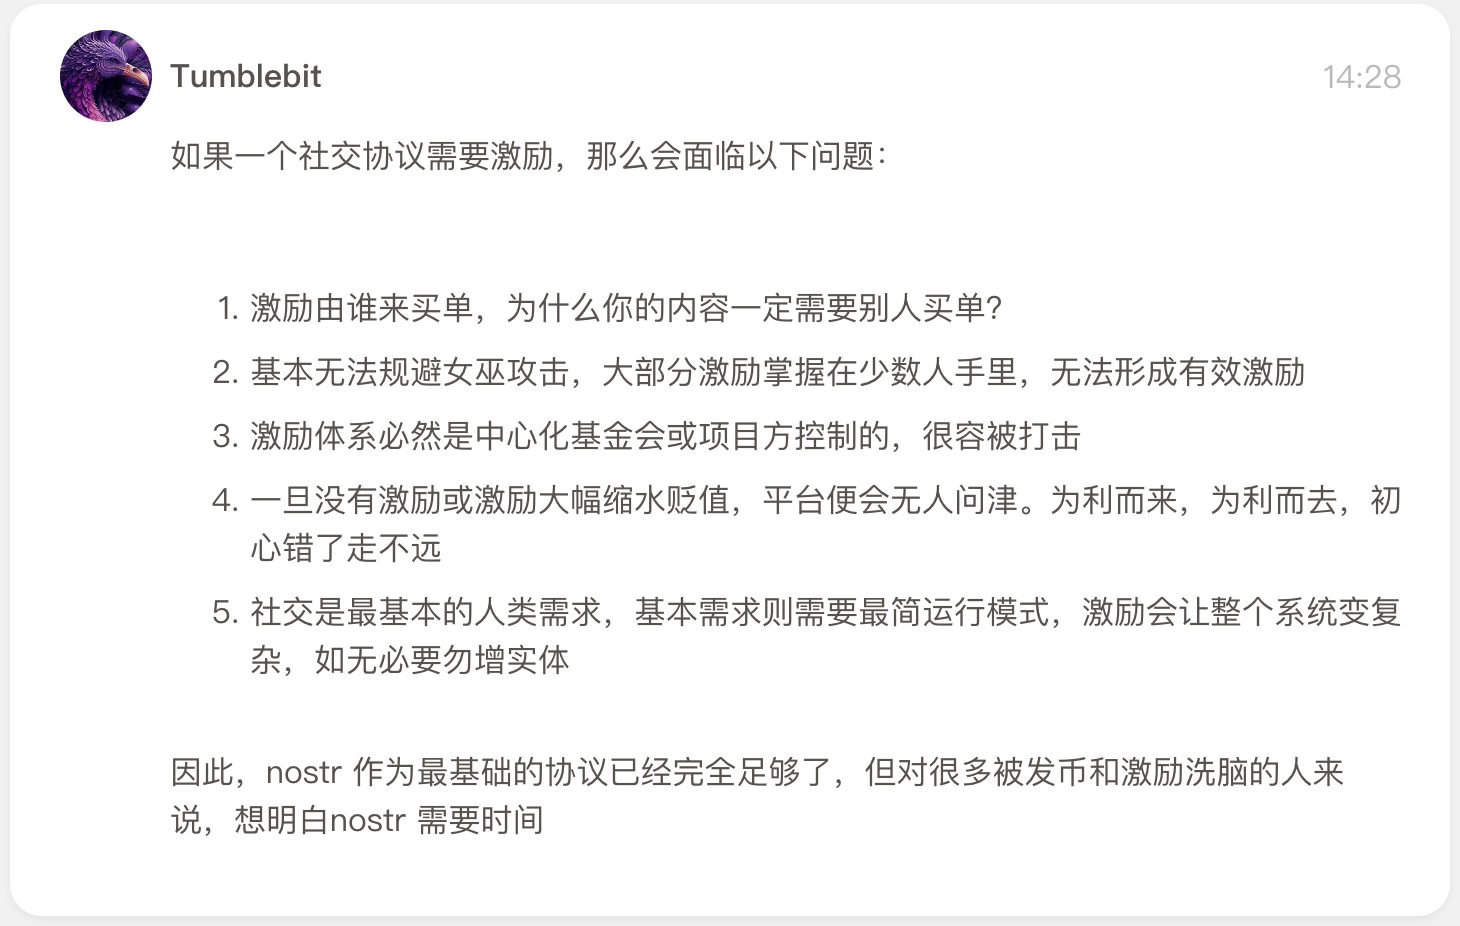 Tumblebit
14:28
如果一个社交协议需要激励，那么会面临以下问题：
1. 激励由谁来买单，为什么你的内容一定需要别人买单？
2. 基本无法规避女巫攻击，大部分激励掌握在少数人手里，无法形成有效激励
3. 激励体系必然是中心化基金会或项目方控制的，很容被打击
4. 一旦没有激励或激励大幅缩水贬值，平台便会无人问津。为利而来，为利而去，初
心错了走不远
5. 社交是最基本的人类需求，基本需求则需要最简运行模式，激励会让整个系统变复
杂，如无必要勿增实体
因此，nostr 作为最基础的协议已经完全足够了，但对很多被发币和激励洗脑的人来
说，想明白nostr 需要时间